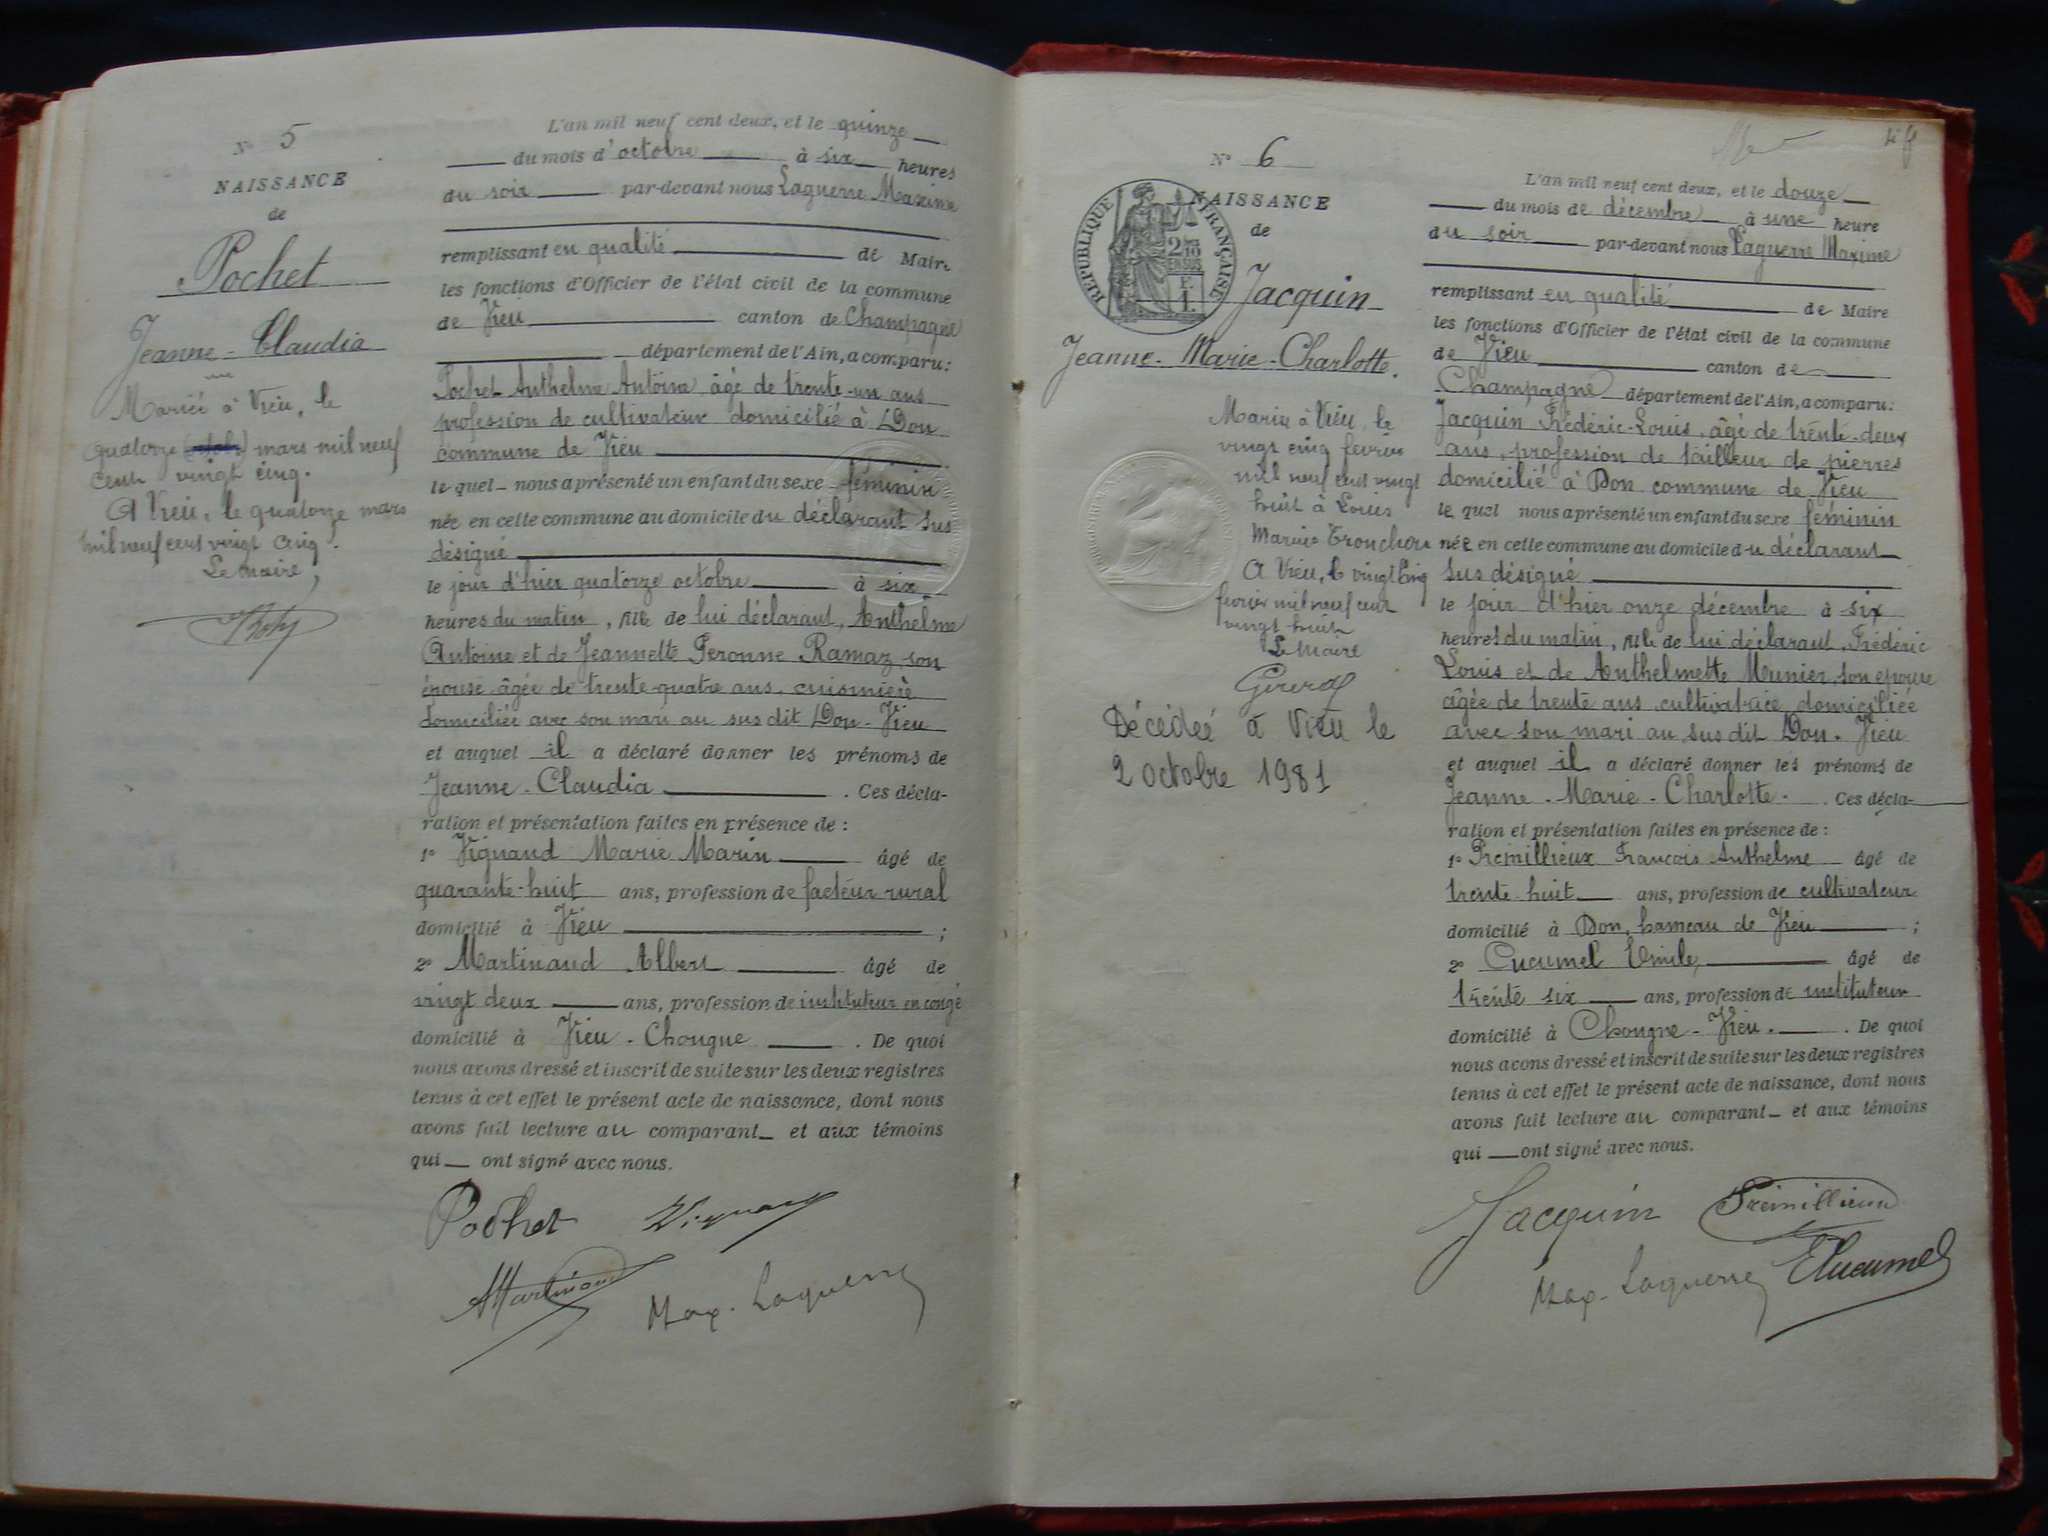 N° 5
NAISSANCE
de
Pochet
Jeanne-Claudia
Mariée à Vieu, le
quatorze mars mil neuf
cent vingt cinq.
A Vieu, le quatorze mars
mil neuf cent vingt cinq.
Le maire,
L'an mil neuf cent deux, et le quinze
du mois d'octobre à six heures
du soir par-devant nous Laguerre Maxime
remplissant en qualité de Maire
les fonctions d'Officier de l'état civil de la commune
de Vieu canton de Champagne
département de l'Ain, a comparu:
Pochet Anthelme Antoine âgé de trente-un ans
profession de cultivateur domicilié à Don
commune de Vieu
le quel nous a présenté un enfant du sexe féminin
née en cette commune au domicile du déclarant sus
désigné
le jour d'hier quatorze octobre à six
heures du matin, fille de lui déclarant, Anthelme
Antoine et de Jeannette Peronne Ramaz son
épouse âgée de trente-quatre ans, cuisinière
domiciliée avec son mari au sus dit Don-Vieu
et auquel il a déclaré donner les prénoms de
Jeanne-Claudia. Ces décla-
ration et présentation faites en présence de:
1° Vignand Marie Marin âgé de
quarante-huit ans, profession de facteur rural
domicilié à Vieu;
2° Martinand Albert âgé de
vingt deux ans, profession de instituteur en congé
domicilié à Vieu-Chongne. De quoi
nous avons dressé et inscrit de suite sur les deux registres
tenus à cet effet le présent acte de naissance, dont nous
avons fait lecture au comparant et aux témoins
qui ont signé avec nous.
Pochet Vignand
AMartinand Max. Laguerre
N° 6
NAISSANCE
de
RÉPUBLIQUE FRANÇAISE
Jacquin
Jeanne-Marie-Charlotte.
Mariée à Vieu, le
vingt cinq février
mil neuf cent vingt
huit à Louis
Marius Tronchon
A Vieu, le vingt cinq
février mil neuf cent
vingt huit
Le Maire
Décédée à Vieu le
2 octobre 1981
L'an mil neuf cent deux, et le douze
du mois de décembre à une heure
du soir par-devant nous Laguerre Maxime
remplissant en qualité de Maire
les fonctions d'Officier de l'état civil de la commune
de Vieu canton de
Champagne département de l'Ain, a comparu:
Jacquin Frédéric-Louis, âgé de trente-deux
ans, profession de tailleur de pierres
domicilié à Don commune de Vieu
le quel nous a présenté un enfant du sexe féminin
née en cette commune au domicile du déclarant
sus désigné
le jour d'hier onze décembre à six
heures du matin, fille de lui déclarant, Frédéric
Louis et de Anthelmette Munier, son épouse
âgée de trente ans, cultivatrice, domiciliée
avec son mari au sus dit Don-Vieu
et auquel il a déclaré donner les prénoms de
Jeanne-Marie-Charlotte. Ces décla-
ration et présentation faites en présence de:
1° Prémillieux François Anthelme âgé de
trente huit ans, profession de cultivateur
domicilié à Don, hameau de Vieu;
2° Cucumel Emile, âgé de
trente six ans, profession de instituteur
domicilié à Chongne-Vieu. De quoi
nous avons dressé et inscrit de suite sur les deux registres
tenus à cet effet le présent acte de naissance, dont nous
avons fait lecture au comparant et aux témoins
qui ont signé avec nous.
Jacquin Prémillieux
Max. Laguerre ECucumel